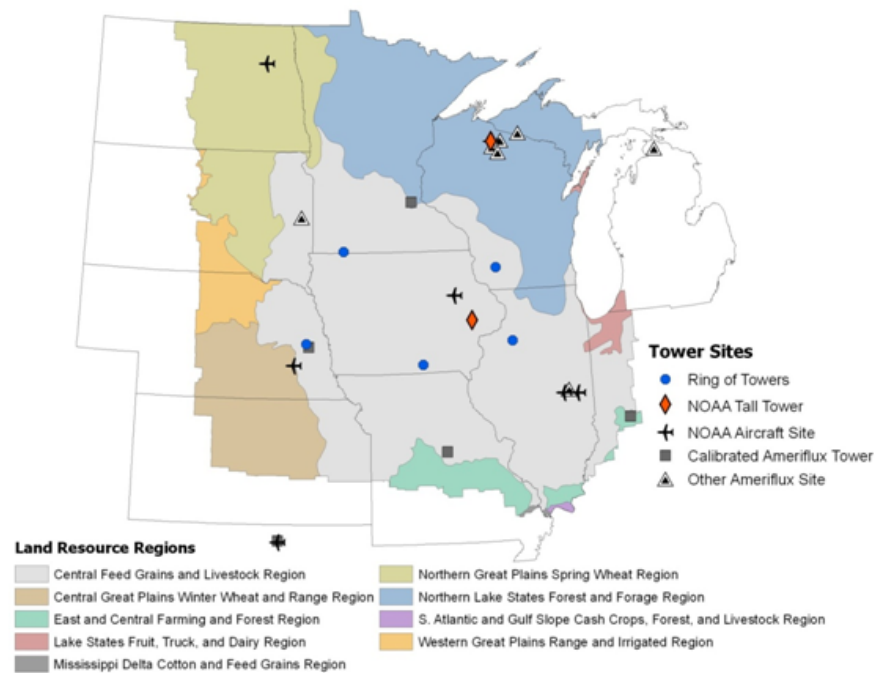 Tower Sites
Ring of Towers
NOAA Tall Tower
NOAA Aircraft Site
Calibrated Ameriflux Tower
Other Ameriflux Site
Land Resource Regions
Central Feed Grains and Livestock Region
Central Great Plains Winter Wheat and Range Region
East and Central Farming and Forest Region
Lake States Fruit, Truck, and Dairy Region
Mississippi Delta Cotton and Feed Grains Region
Northern Great Plains Spring Wheat Region
Northern Lake States Forest and Forage Region
S. Atlantic and Gulf Slope Cash Crops, Forest, and Livestock Region
Western Great Plains Range and Irrigated Region